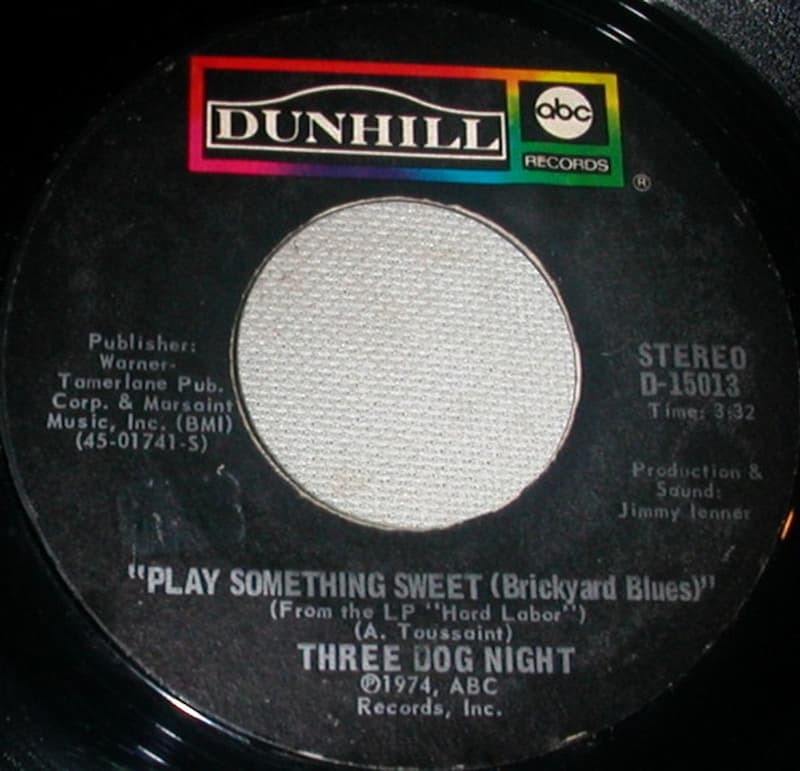 DUNHILL
abc
RECORDS
®
Publisher:
Warner-
Tamerlane Pub.
Corp. & Marsaint
Music, Inc. (BMI)
(45-01741-S)
STEREO
D-15013
Time: 3:32
Production &
Sound:
Jimmy Ienner
"PLAY SOMETHING SWEET (Brickyard Blues)"
(From the LP "Hard Labor")
(A. Toussaint)
THREE DOG NIGHT
℗1974, ABC
Records, Inc.